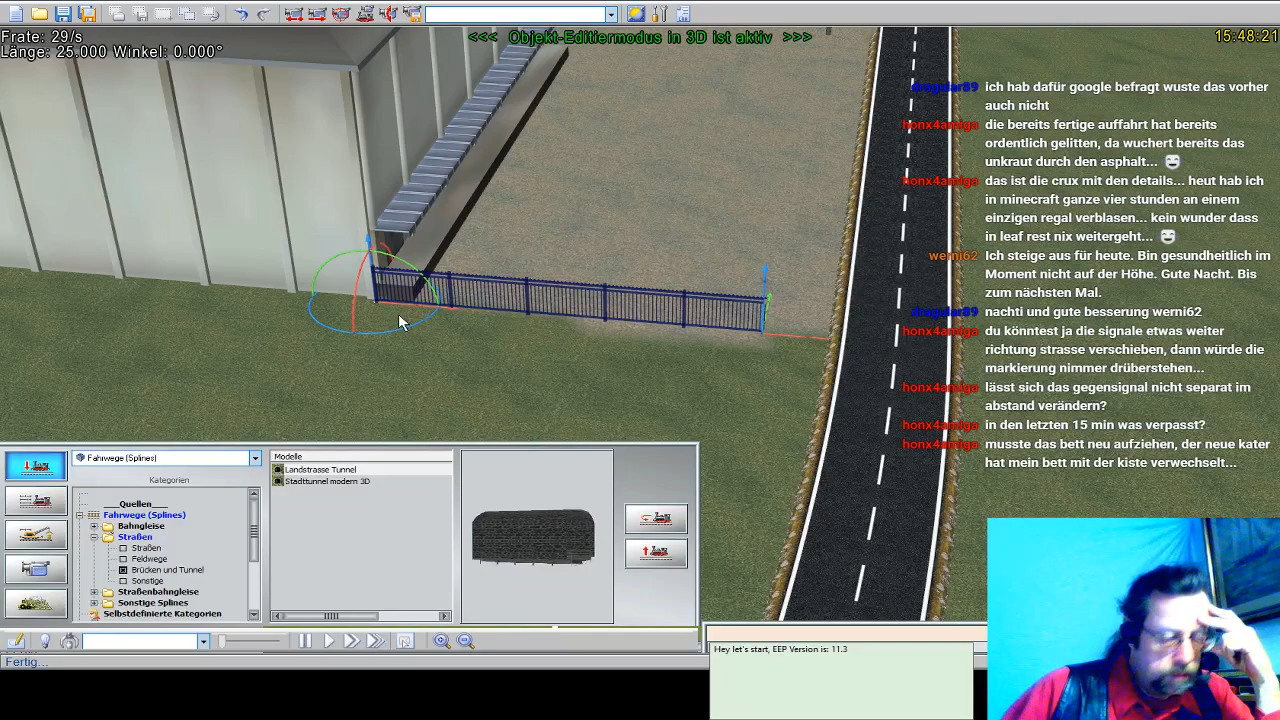 Frate: 29/s
Länge: 25.000 Winkel: 0.000°
<<< Objekt-Editiermodus in 3D ist aktiv >>>
15:48:21
dragular89 ich hab dafür google befragt wuste das vorher
auch nicht
honx4amiga die bereits fertige auffahrt hat bereits
ordentlich gelitten, da wuchert bereits das
unkraut durch den asphalt...
honx4amiga das ist die crux mit den details... heut hab ich
in minecraft ganze vier stunden an einem
einzigen regal verblasen... kein wunder dass
in leaf rest nix weitergeht...
werni62 Ich steige aus für heute. Bin gesundheitlich im
Moment nicht auf der Höhe. Gute Nacht. Bis
zum nächsten Mal.
dragular89 nachti und gute besserung werni62
honx4amiga du könntest ja die signale etwas weiter
richtung strasse verschieben, dann würde die
markierung nimmer drüberstehen...
honx4amiga lässt sich das gegensignal nicht separat im
abstand verändern?
honx4amiga in den letzten 15 min was verpasst?
honx4amiga musste das bett neu aufziehen, der neue kater
hat mein bett mit der kiste verwechselt...
Fahrwege (Splines)
Kategorien
__Quellen__
Fahrwege (Splines)
Bahngleise
Straßen
Straßen
Feldwege
Brücken und Tunnel
Sonstige
Straßenbahngleise
Sonstige Splines
Selbstdefinierte Kategorien
Modelle
Landstrasse Tunnel
Stadttunnel modern 3D
Hey let's start, EEP Version is: 11.3
Fertig...